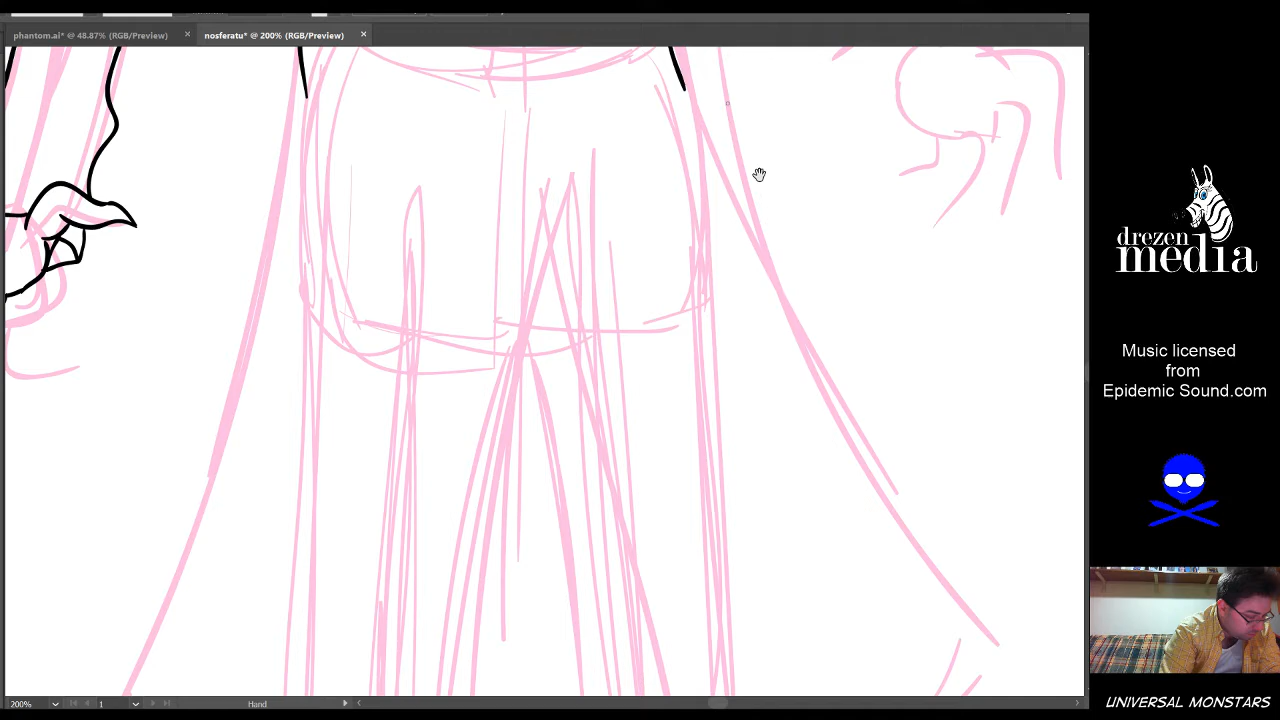 phantom.ai* @ 48.87% (RGB/Preview)
nosferatu* @ 200% (RGB/Preview)
drezen
media
Music licensed
from
Epidemic Sound.com
200%
1
Hand
UNIVERSAL MONSTARS